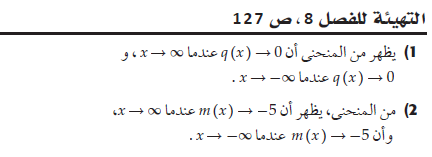 التهيئة للفصل 8، ص 127
(1 يظهر من المنحنى أن q(x) → 0 عندما x → ∞، و
q(x) → 0 عندما x → −∞ .
(2 من المنحنى، يظهر أن m(x) → −5 عندما x → ∞،
وأن m(x) → −5 عندما x → −∞ .